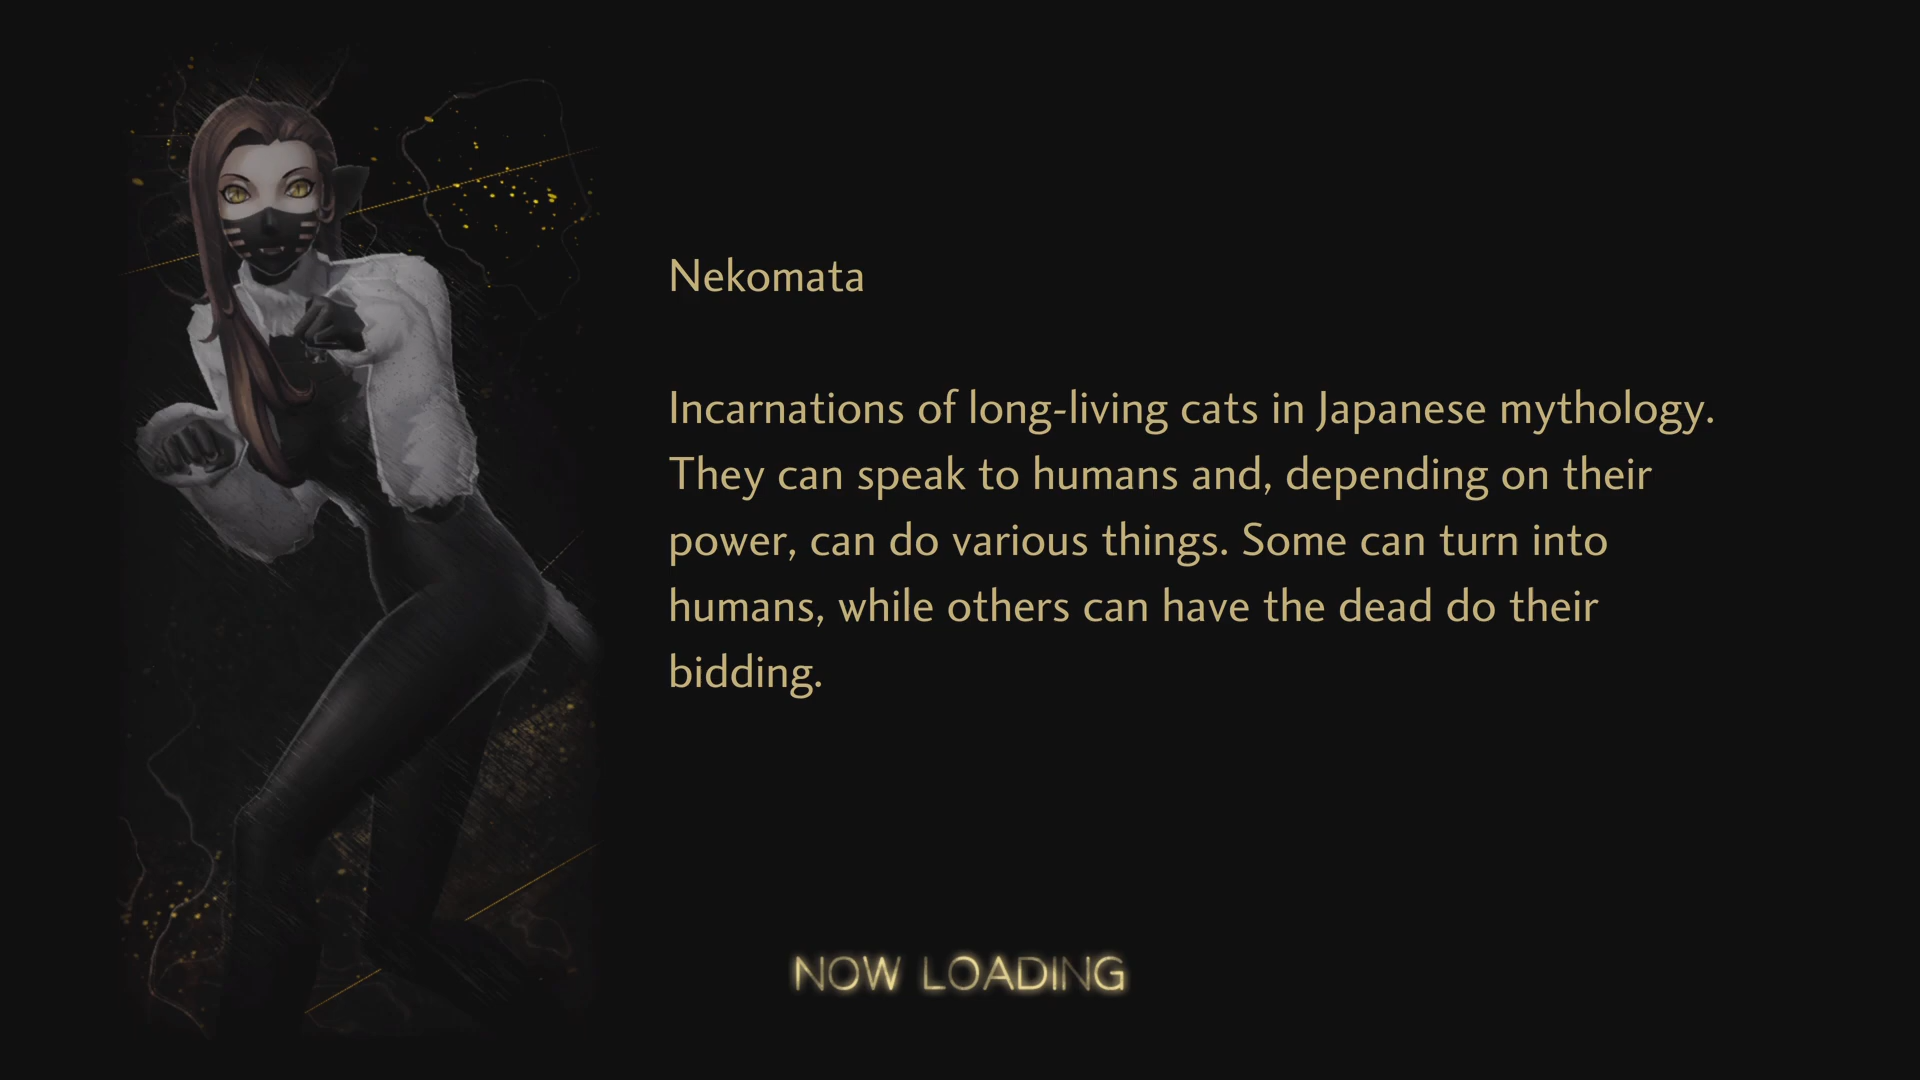 Nekomata
Incarnations of long-living cats in Japanese mythology.
They can speak to humans and, depending on their
power, can do various things. Some can turn into
humans, while others can have the dead do their
bidding.
NOW LOADING